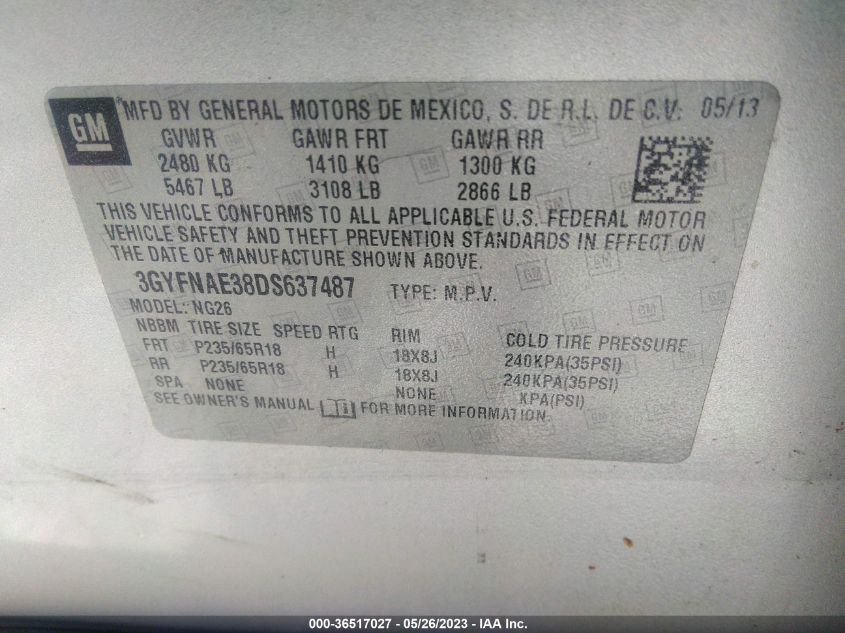 GM
MFD BY GENERAL MOTORS DE MEXICO, S. DE R.L. DE C.V. 05/13
GVWR GAWR FRT GAWR RR
2480 KG 1410 KG 1300 KG
5467 LB 3108 LB 2866 LB
THIS VEHICLE CONFORMS TO ALL APPLICABLE U.S. FEDERAL MOTOR
VEHICLE SAFETY AND THEFT PREVENTION STANDARDS IN EFFECT ON
THE DATE OF MANUFACTURE SHOWN ABOVE.
3GYFNAE38DS637487 TYPE: M.P.V.
MODEL: NG26
NBBM TIRE SIZE SPEED RTG RIM COLD TIRE PRESSURE
FRT P235/65R18 H 18X8J 240KPA(35PSI)
RR P235/65R18 H 18X8J 240KPA(35PSI)
SPA NONE NONE KPA(PSI)
SEE OWNER'S MANUAL FOR MORE INFORMATION.
000-36517027 - 05/26/2023 - IAA Inc.